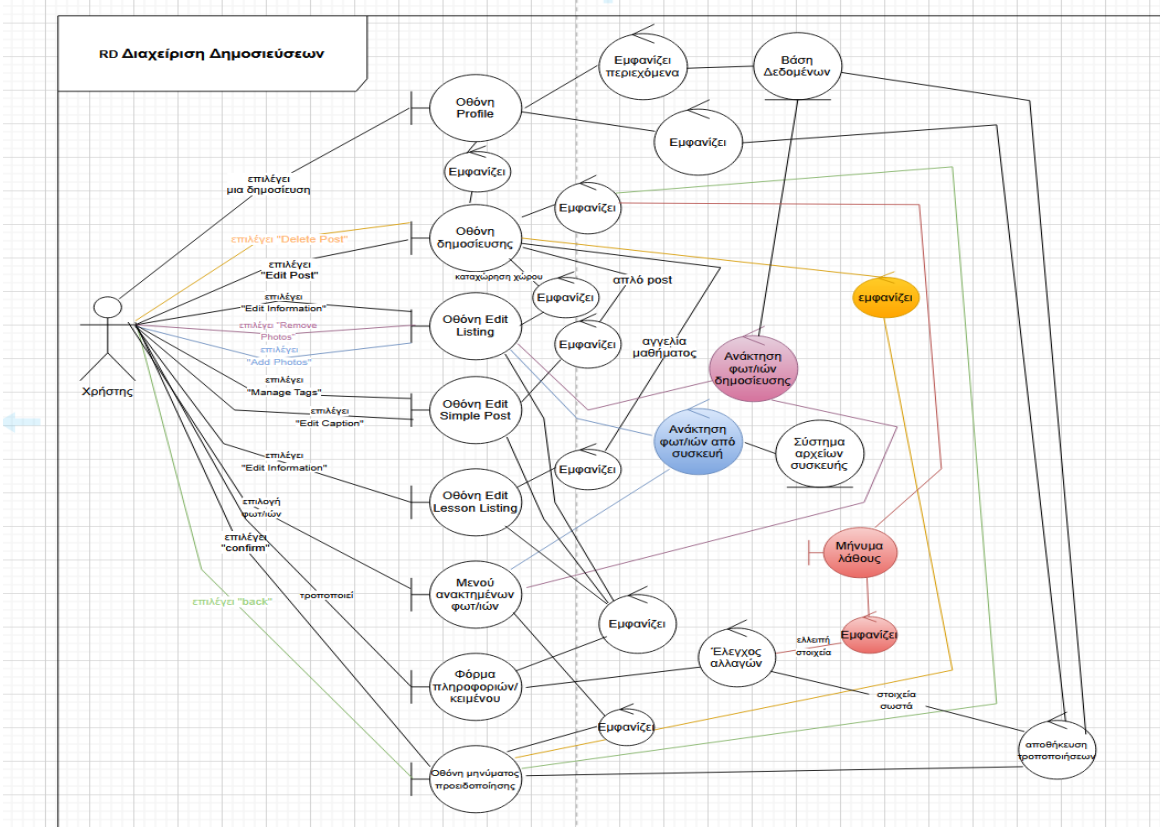 RD Διαχείριση Δημοσιεύσεων
Εμφανίζει
περιεχόμενα
Βάση
Δεδομένων
Οθόνη
Profile
Εμφανίζει
Εμφανίζει
επιλέγει
μια δημοσίευση
Εμφανίζει
Οθόνη
δημοσίευσης
επιλέγει "Delete Post"
επιλέγει
"Edit Post"
καταχώρηση χώρου
απλό post
Εμφανίζει
εμφανίζει
επιλέγει
"Edit Information"
Οθόνη Edit
Listing
επιλέγει "Remove
Photos"
Εμφανίζει
αγγελία
μαθήματος
επιλέγει
"Add Photos"
Ανάκτηση
φωτ/ιών
δημοσίευσης
Χρήστης
επιλέγει
"Manage Tags"
Οθόνη Edit
Simple Post
επιλέγει
"Edit Caption"
Ανάκτηση
φωτ/ιών από
συσκευή
Σύστημα
αρχείων
συσκευής
επιλέγει
"Edit Information"
Εμφανίζει
Οθόνη Edit
Lesson Listing
επιλογή
φωτ/ιών
επιλέγει
"confirm"
Μήνυμα
λάθους
Μενού
ανακτημένων
φωτ/ιών
επιλέγει "back"
τροποποιεί
Εμφανίζει
Εμφανίζει
ελλειπή
στοιχεία
Έλεγχος
αλλαγών
Φόρμα
πληροφοριών/
κειμένου
στοιχεία
σωστά
Εμφανίζει
αποθήκευση
τροποποιήσεων
Οθόνη μηνύματος
προειδοποίησης